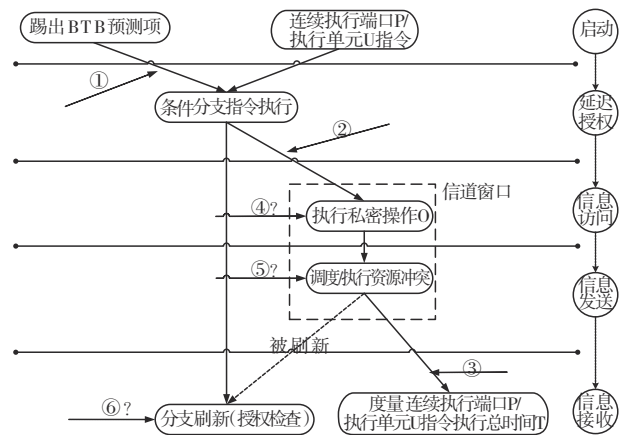 踢出BTB预测项
连续执行端口P/
执行单元U指令
启动
①
条件分支指令执行
延迟
授权
②
信道窗口
④?
执行私密操作O
信息
访问
⑤?
调度/执行资源冲突
信息
发送
被刷新
③
⑥?
分支刷新(授权检查)
度量 连续执行端口P/
执行单元U指令执行总时间T
信息
接收